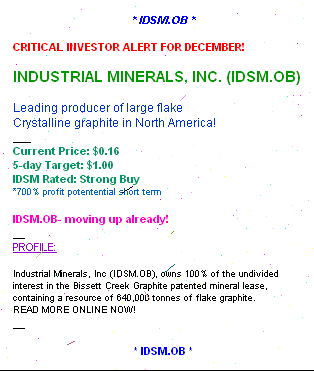 * IDSM.OB *
CRITICAL INVESTOR ALERT FOR DECEMBER!
INDUSTRIAL MINERALS, INC. (IDSM.OB)
Leading producer of large flake
Crystalline graphite in North America!
Current Price: $0.16
5-day Target: $1.00
IDSM Rated: Strong Buy
*700% profit potentential short term
IDSM.OB- moving up already!
PROFILE:
Industrial Minerals, Inc (IDSM.OB), owns 100% of the undivided
interest in the Bissett Creek Graphite patented mineral lease,
containing a resource of 640,000 tonnes of flake graphite.
READ MORE ONLINE NOW!
* IDSM.OB *